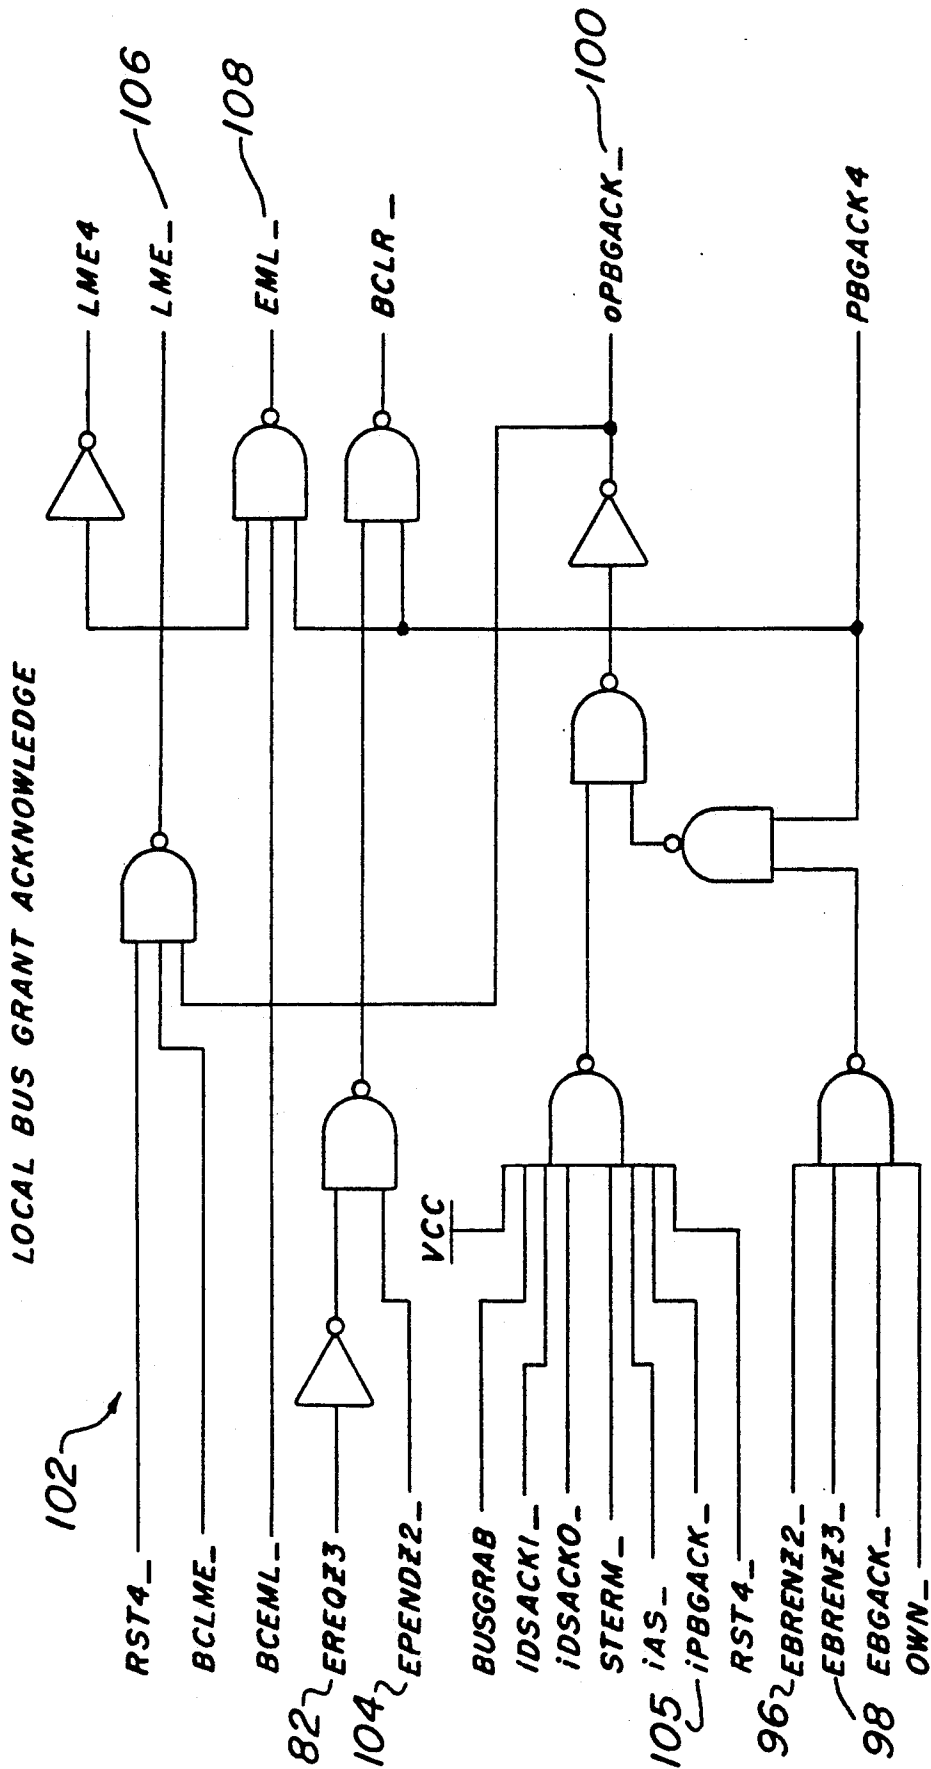 LOCAL BUS GRANT ACKNOWLEDGE
102
RST4_
BCLME_
BCEML_
82 EREQZ3
104 EPENDZ2_
VCC
BUSGRAB
IDSACK1_
iDSACKO_
STERM_
iAS_
105 iPBGACK_
RST4_
96 EBRENZ2_
98 EBRENZ3_
EBGACK_
OWN_
LME4
LME_ 106
EML_ 108
BCLR_
oPBGACK_ 100
PBGACK4